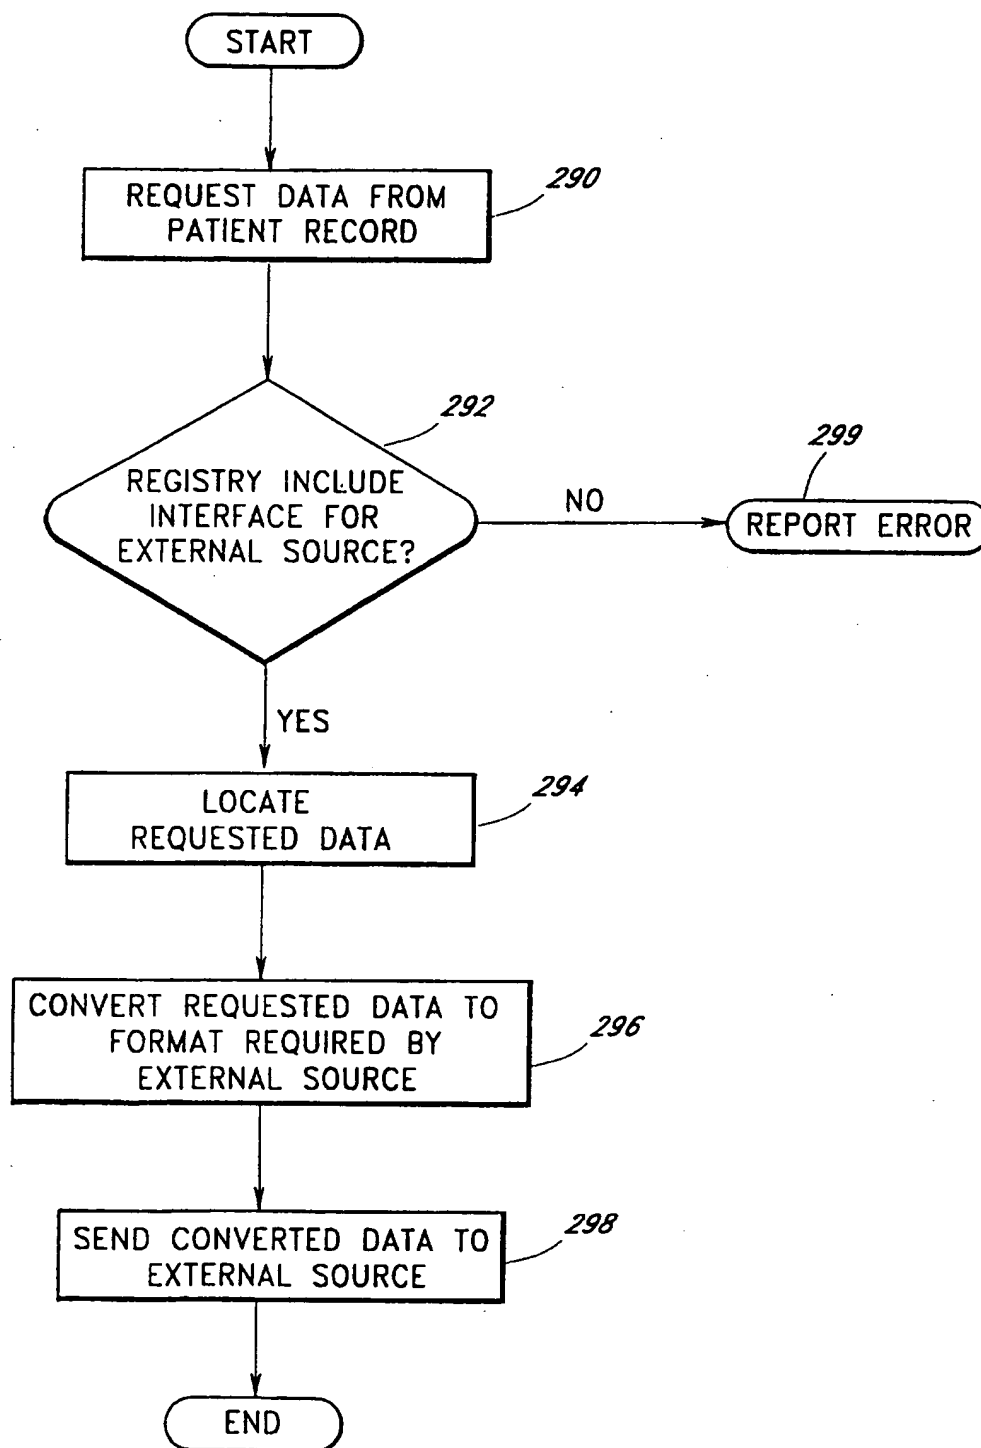 START
REQUEST DATA FROM
PATIENT RECORD
290
REGISTRY INCLUDE
INTERFACE FOR
EXTERNAL SOURCE?
292
NO
REPORT ERROR
299
YES
LOCATE
REQUESTED DATA
294
CONVERT REQUESTED DATA TO
FORMAT REQUIRED BY
EXTERNAL SOURCE
296
SEND CONVERTED DATA TO
EXTERNAL SOURCE
298
END